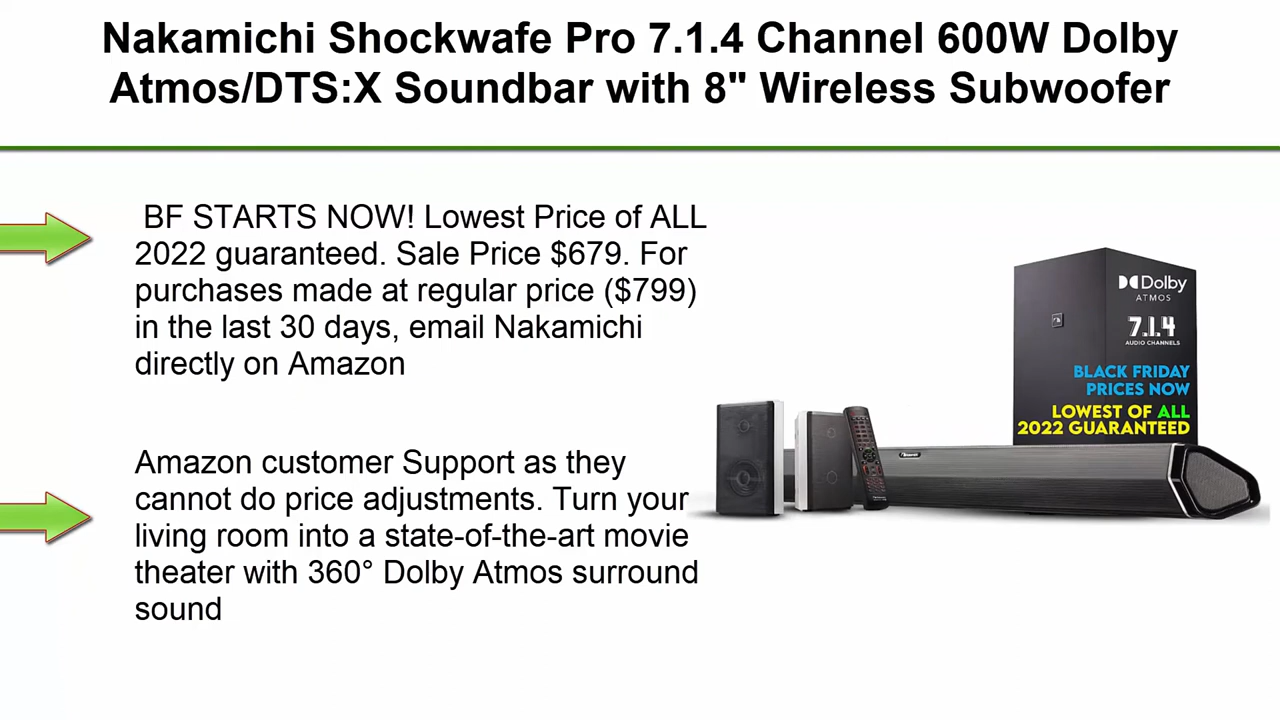 Nakamichi Shockwafe Pro 7.1.4 Channel 600W Dolby
Atmos/DTS:X Soundbar with 8" Wireless Subwoofer
BF STARTS NOW! Lowest Price of ALL
2022 guaranteed. Sale Price $679. For
purchases made at regular price ($799)
in the last 30 days, email Nakamichi
directly on Amazon
Amazon customer Support as they
cannot do price adjustments. Turn your
living room into a state-of-the-art movie
theater with 360° Dolby Atmos surround
sound
Dolby
ATMOS
7.1.4
AUDIO CHANNELS
BLACK FRIDAY
PRICES NOW
LOWEST OF ALL
2022 GUARANTEED